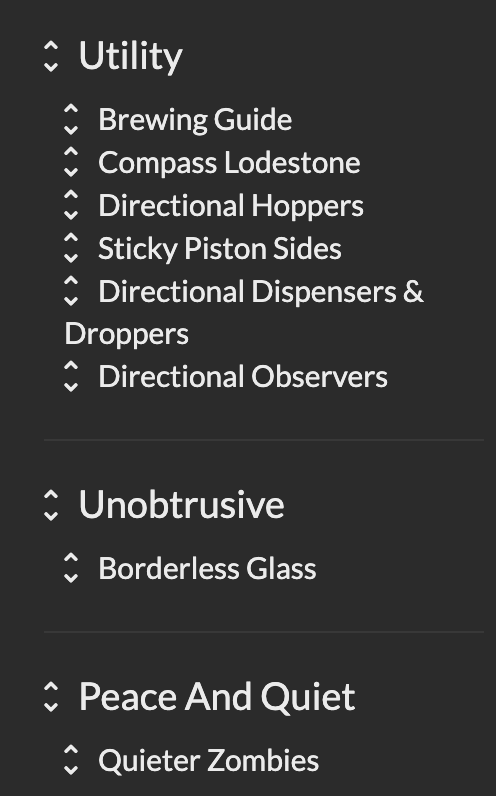 Utility
Brewing Guide
Compass Lodestone
Directional Hoppers
Sticky Piston Sides
Directional Dispensers &
Droppers
Directional Observers
Unobtrusive
Borderless Glass
Peace And Quiet
Quieter Zombies